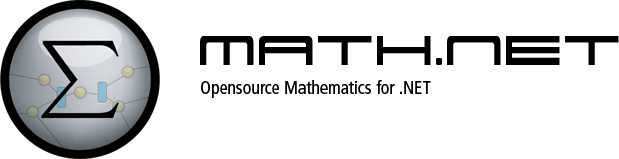 Σ
MATH.NET
Opensource Mathematics for .NET